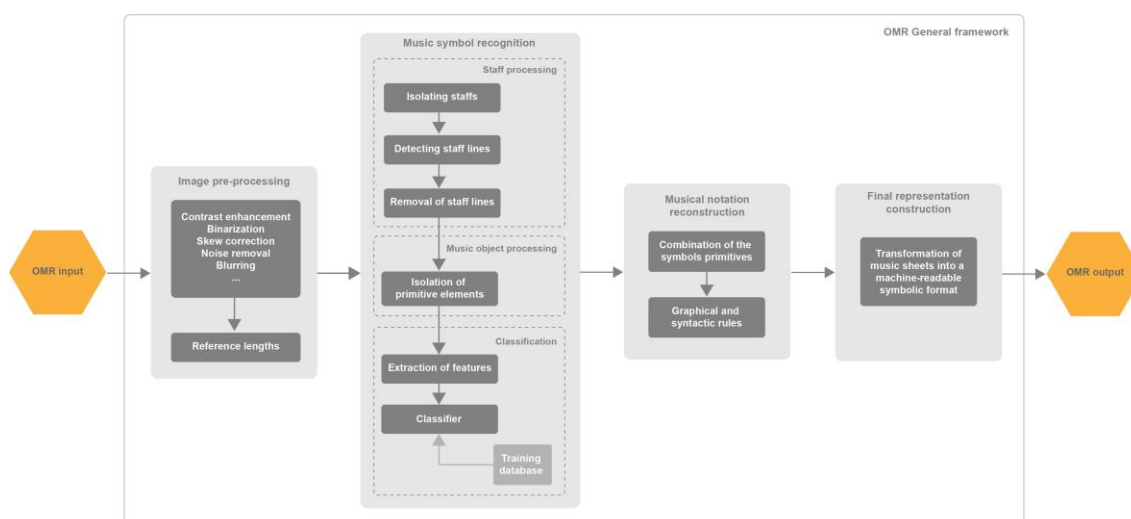 OMR General framework
OMR input
Image pre-processing
Contrast enhancement
Binarization
Skew correction
Noise removal
Blurring
...
Reference lengths
Music symbol recognition
Staff processing
Isolating staffs
Detecting staff lines
Removal of staff lines
Music object processing
Isolation of
primitive elements
Classification
Extraction of features
Classifier
Training
database
Musical notation
reconstruction
Combination of the
symbols primitives
Graphical and
syntactic rules
Final representation
construction
Transformation of
music sheets into a
machine-readable
symbolic format
OMR output